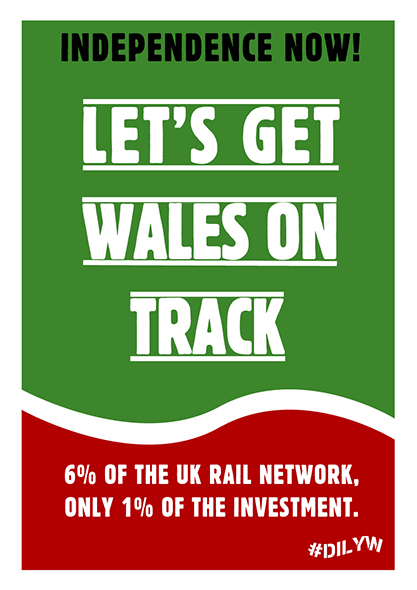 INDEPENDENCE NOW!
LET'S GET
WALES ON
TRACK
6% OF THE UK RAIL NETWORK,
ONLY 1% OF THE INVESTMENT.
#DILYW